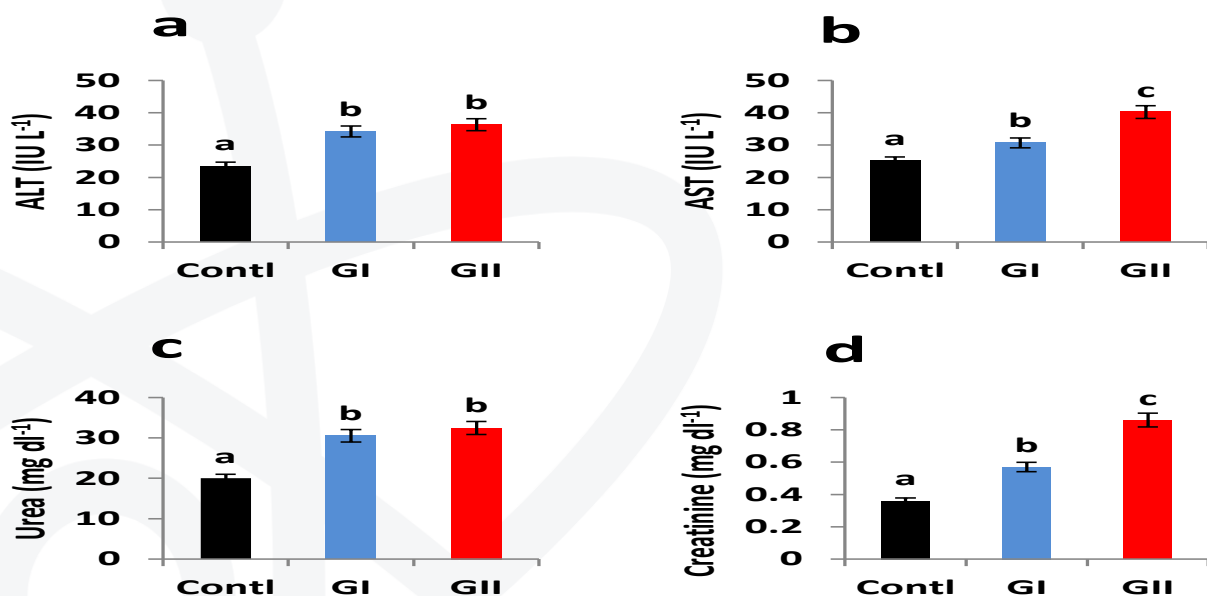 a
ALT (IU L⁻¹)
50
40
30
20
10
0
a
b
b
Contl GI GII
b
AST (IU L⁻¹)
50
40
30
20
10
0
a
b
c
Contl GI GII
c
Urea (mg dl⁻¹)
40
30
20
10
0
a
b
b
Contl GI GII
d
Creatinine (mg dl⁻¹)
1
0.8
0.6
0.4
0.2
0
a
b
c
Contl GI GII